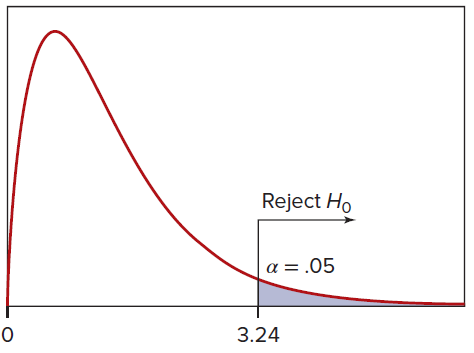 Reject H₀
α = .05
0
3.24